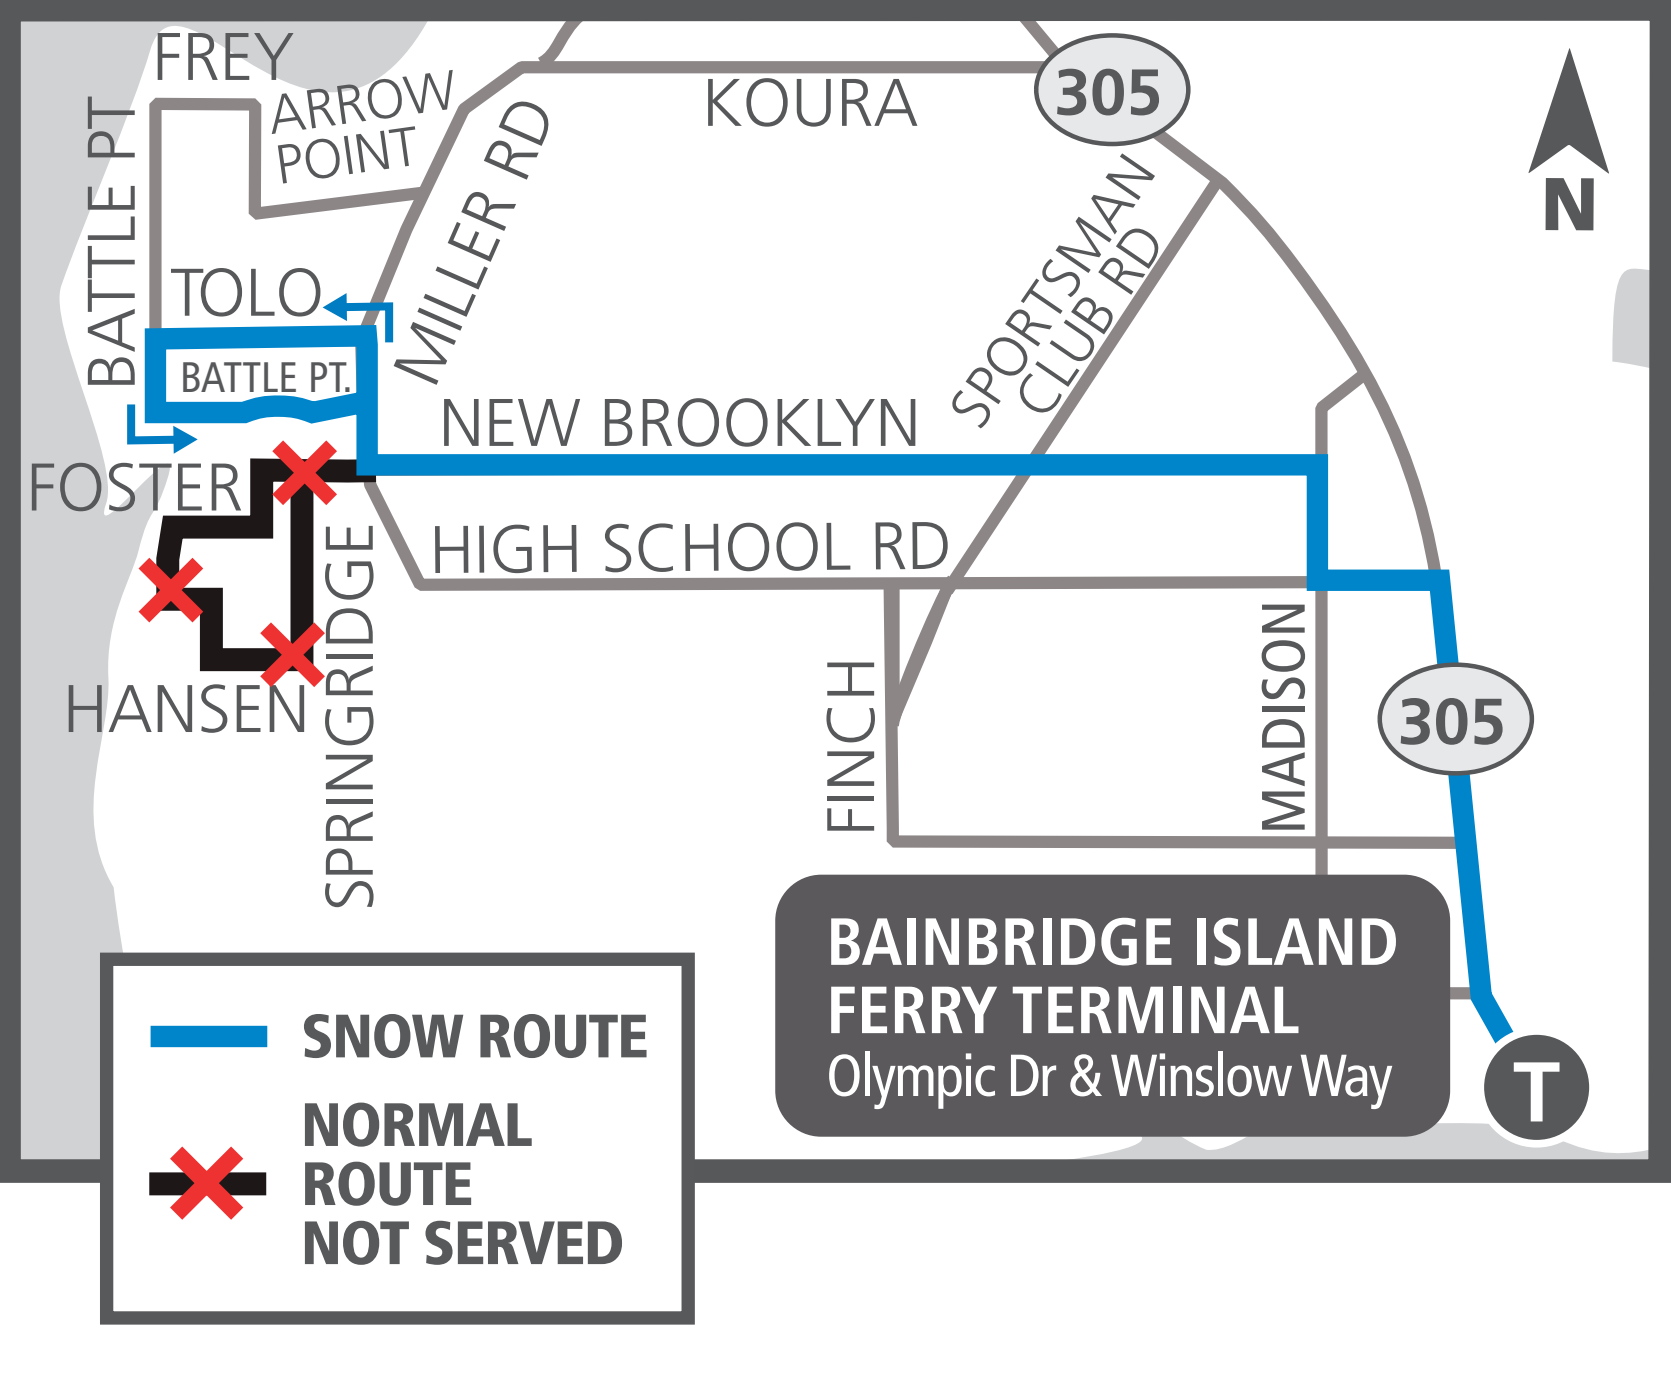 FREY
ARROW
POINT
BATTLE PT
MILLER RD
KOURA
305
N
SPORTSMAN
CLUB RD
TOLO
BATTLE PT.
NEW BROOKLYN
FOSTER
HIGH SCHOOL RD
SPRINGRIDGE
HANSEN
FINCH
MADISON
305
BAINBRIDGE ISLAND
FERRY TERMINAL
Olympic Dr & Winslow Way
T
SNOW ROUTE
NORMAL
ROUTE
NOT SERVED